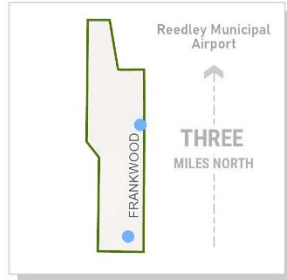 Reedley Municipal
Airport
THREE
MILES NORTH
FRANKWOOD